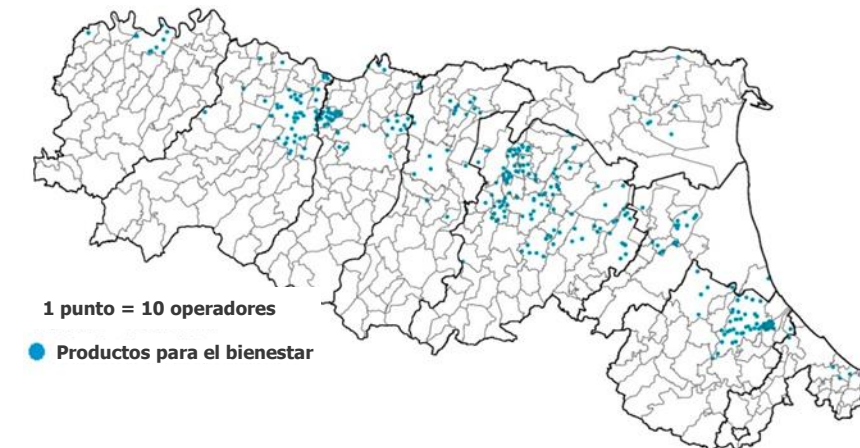 1 punto = 10 operadores
Productos para el bienestar